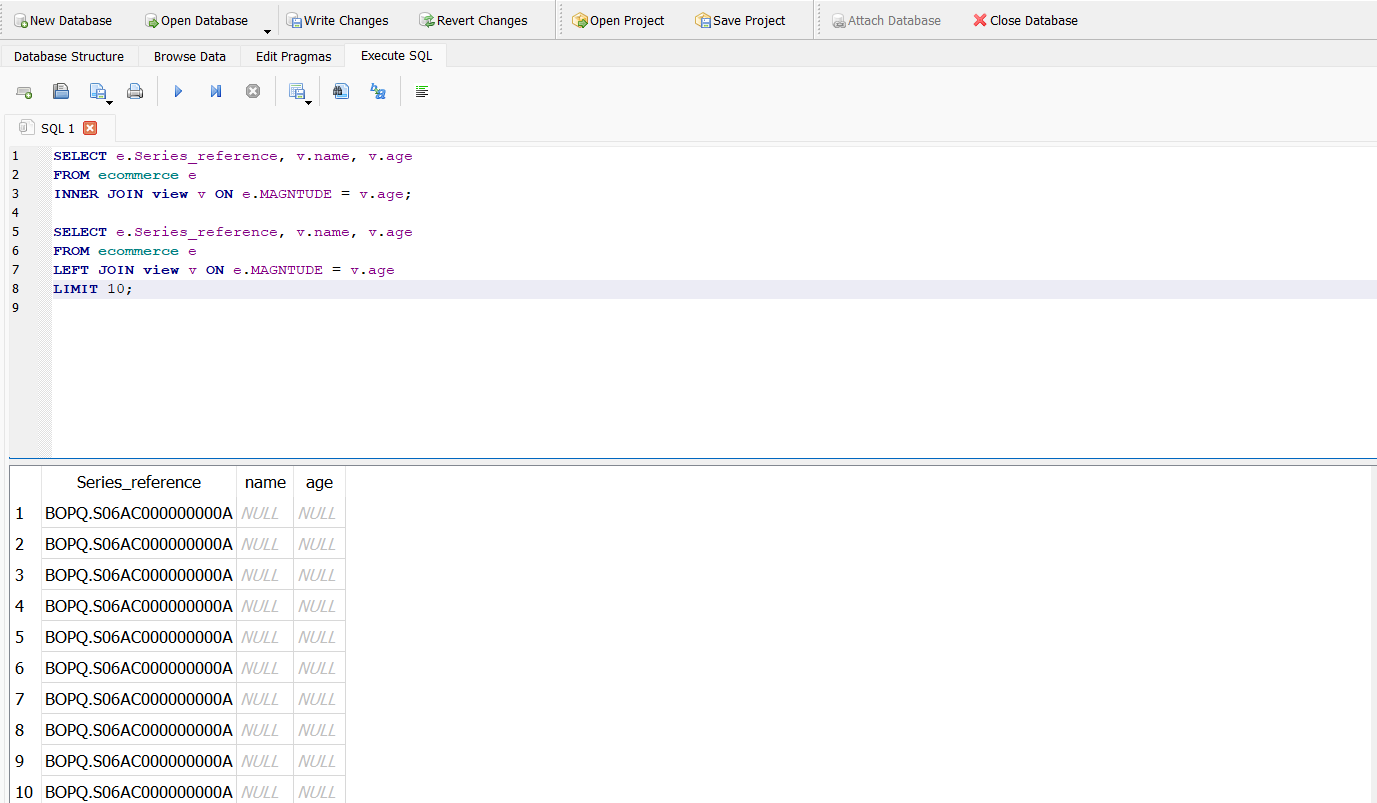 New Database Open Database Write Changes Revert Changes Open Project Save Project Attach Database Close Database
Database Structure Browse Data Edit Pragmas Execute SQL
SQL 1
1 SELECT e.Series_reference, v.name, v.age
2 FROM ecommerce e
3 INNER JOIN view v ON e.MAGNTUDE = v.age;
4
5 SELECT e.Series_reference, v.name, v.age
6 FROM ecommerce e
7 LEFT JOIN view v ON e.MAGNTUDE = v.age
8 LIMIT 10;
9
Series_reference name age
1 BOPQ.S06AC000000000A NULL NULL
2 BOPQ.S06AC000000000A NULL NULL
3 BOPQ.S06AC000000000A NULL NULL
4 BOPQ.S06AC000000000A NULL NULL
5 BOPQ.S06AC000000000A NULL NULL
6 BOPQ.S06AC000000000A NULL NULL
7 BOPQ.S06AC000000000A NULL NULL
8 BOPQ.S06AC000000000A NULL NULL
9 BOPQ.S06AC000000000A NULL NULL
10 BOPQ.S06AC000000000A NULL NULL